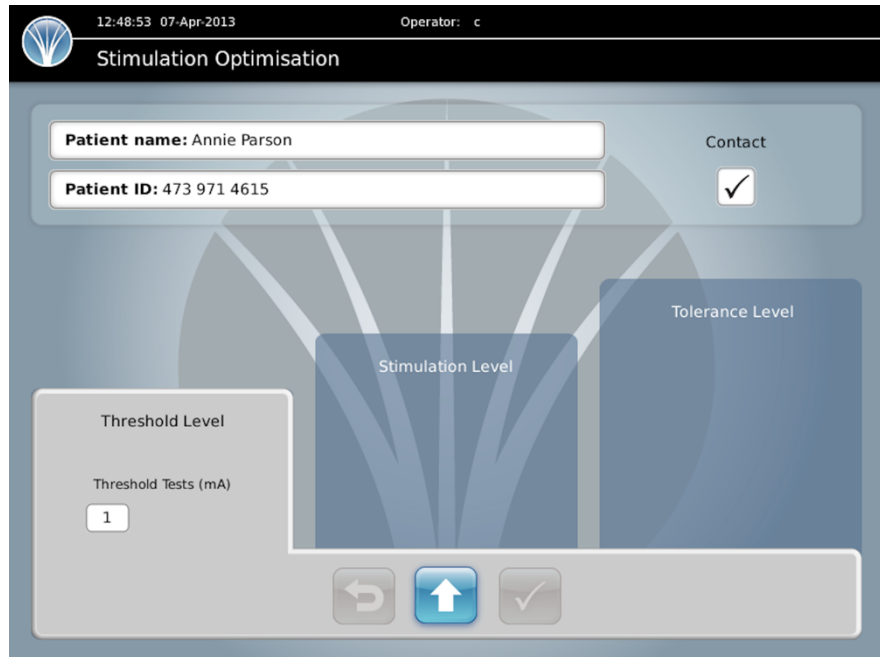 12:48:53 07-Apr-2013 Operator: c
Stimulation Optimisation
Patient name: Annie Parson
Contact
Patient ID: 473 971 4615
Tolerance Level
Stimulation Level
Threshold Level
Threshold Tests (mA)
1